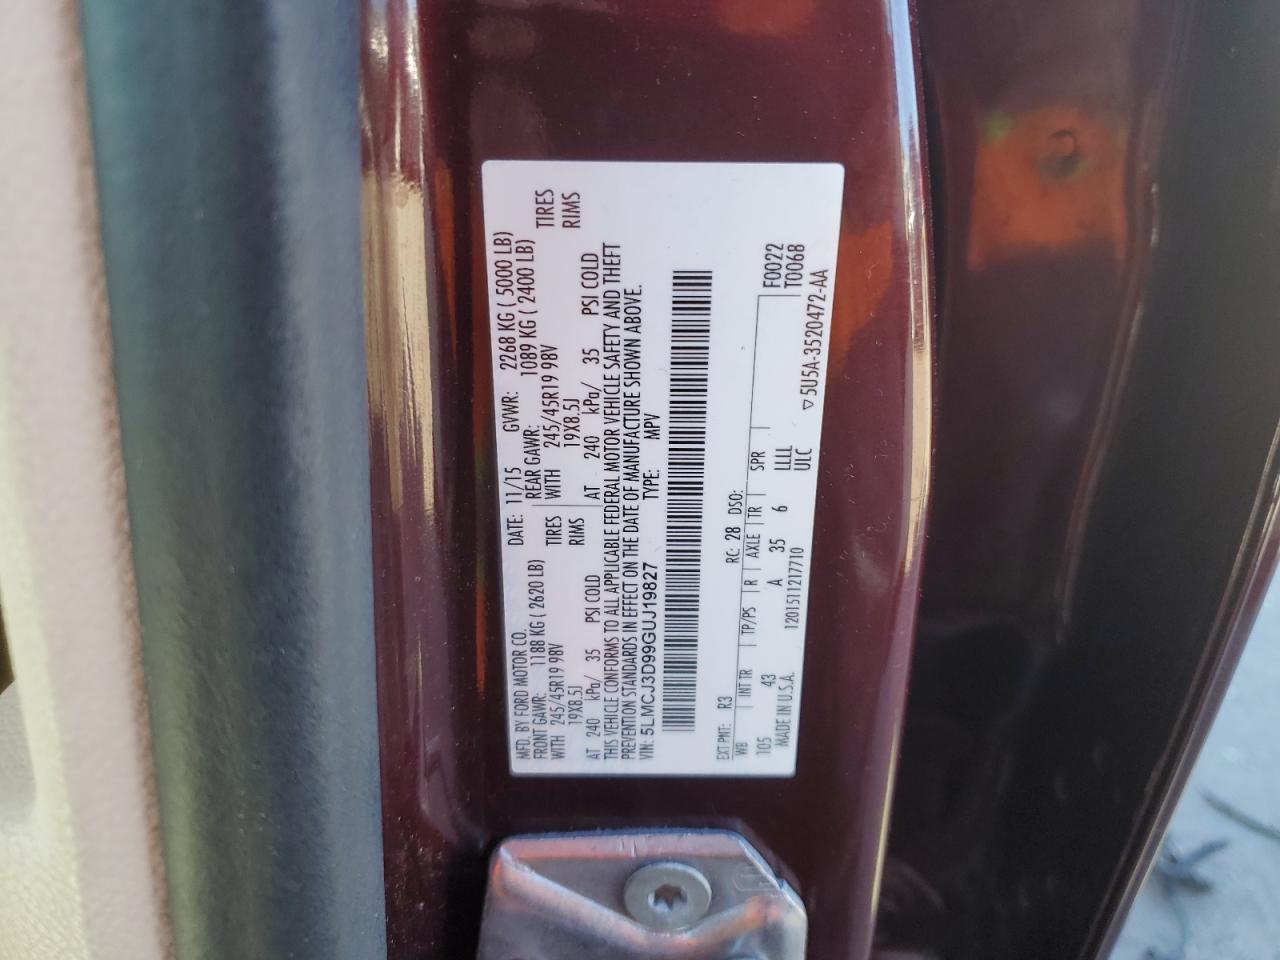 MFD. BY FORD MOTOR CO. DATE: 11/15 GVWR: 2268 KG ( 5000 LB)
FRONT GAWR: 1188 KG ( 2620 LB) REAR GAWR: 1089 KG ( 2400 LB)
WITH 245/45R19 98V TIRES WITH 245/45R19 98V TIRES
19X8.5J RIMS 19X8.5J RIMS
AT 240 kPa/ 35 PSI COLD AT 240 kPa/ 35 PSI COLD
THIS VEHICLE CONFORMS TO ALL APPLICABLE FEDERAL MOTOR VEHICLE SAFETY AND THEFT
PREVENTION STANDARDS IN EFFECT ON THE DATE OF MANUFACTURE SHOWN ABOVE.
VIN: 5LMCJ3D99GUJ19827 TYPE: MPV
EXT PNT: R3 RC: 28 DSO:
WB INT TR TP/PS R AXLE TR SPR F0022
105 43 A 35 6 LLLL T0068
MADE IN U.S.A. 1201511217710 ULC
▽5U5A-3520472-AA